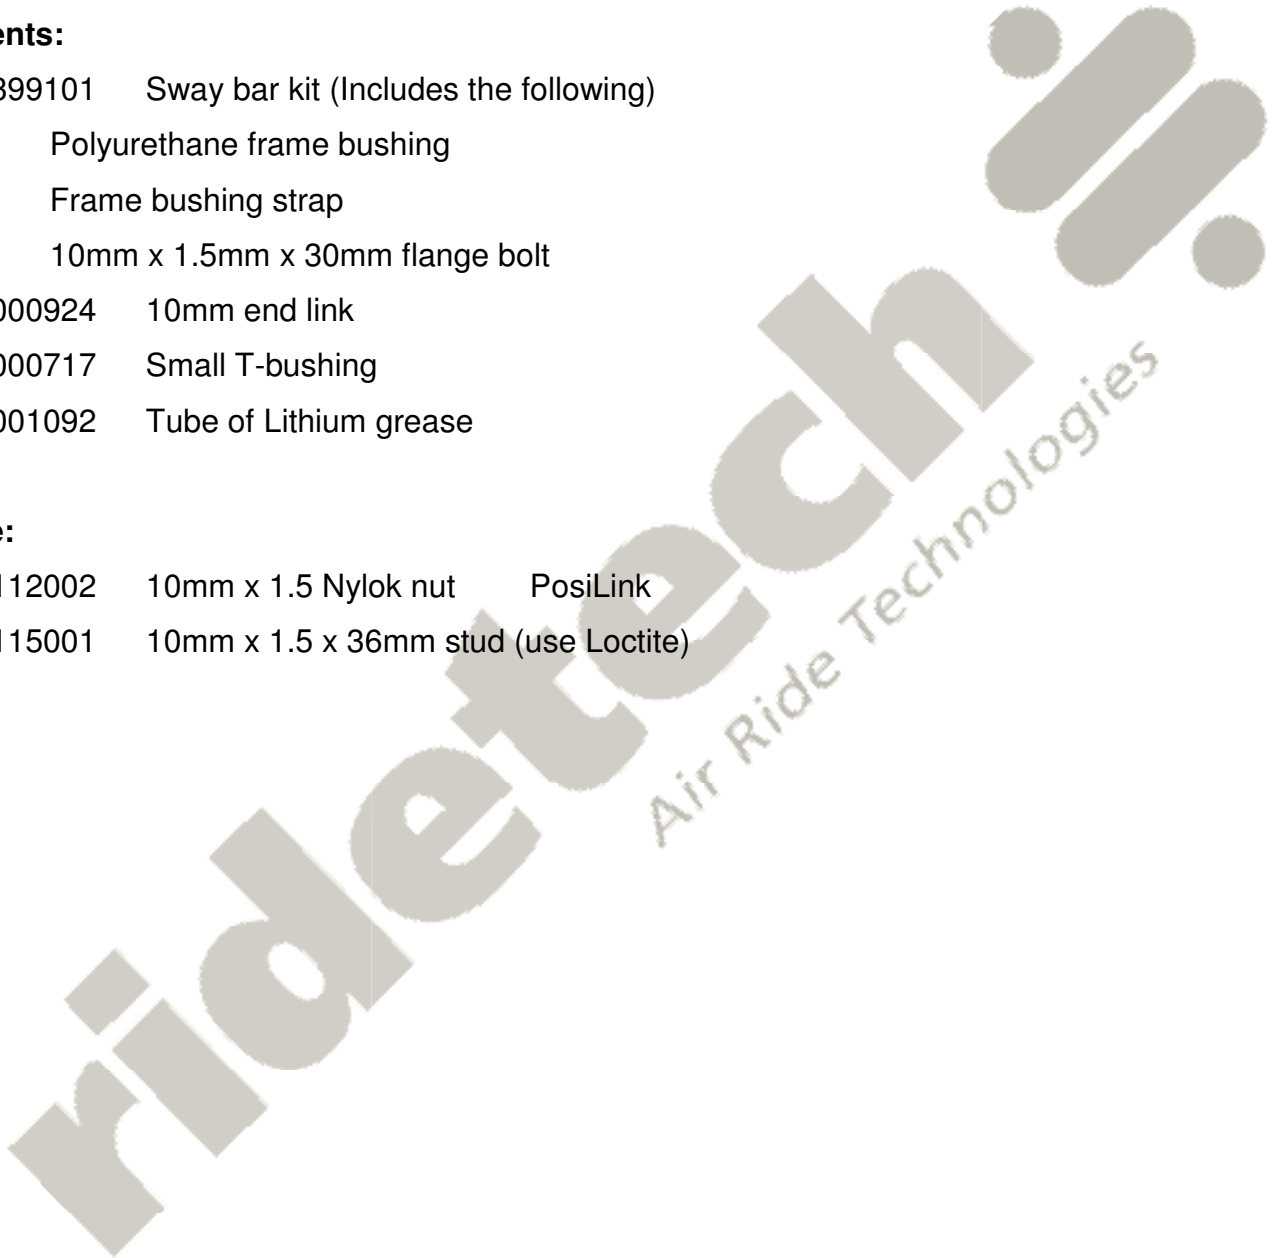 ents:
399101 Sway bar kit (Includes the following)
Polyurethane frame bushing
Frame bushing strap
10mm x 1.5mm x 30mm flange bolt
000924 10mm end link
000717 Small T-bushing
001092 Tube of Lithium grease
e:
112002 10mm x 1.5 Nylok nut PosiLink
115001 10mm x 1.5 x 36mm stud (use Loctite)
ridetech
Air Ride Technologies